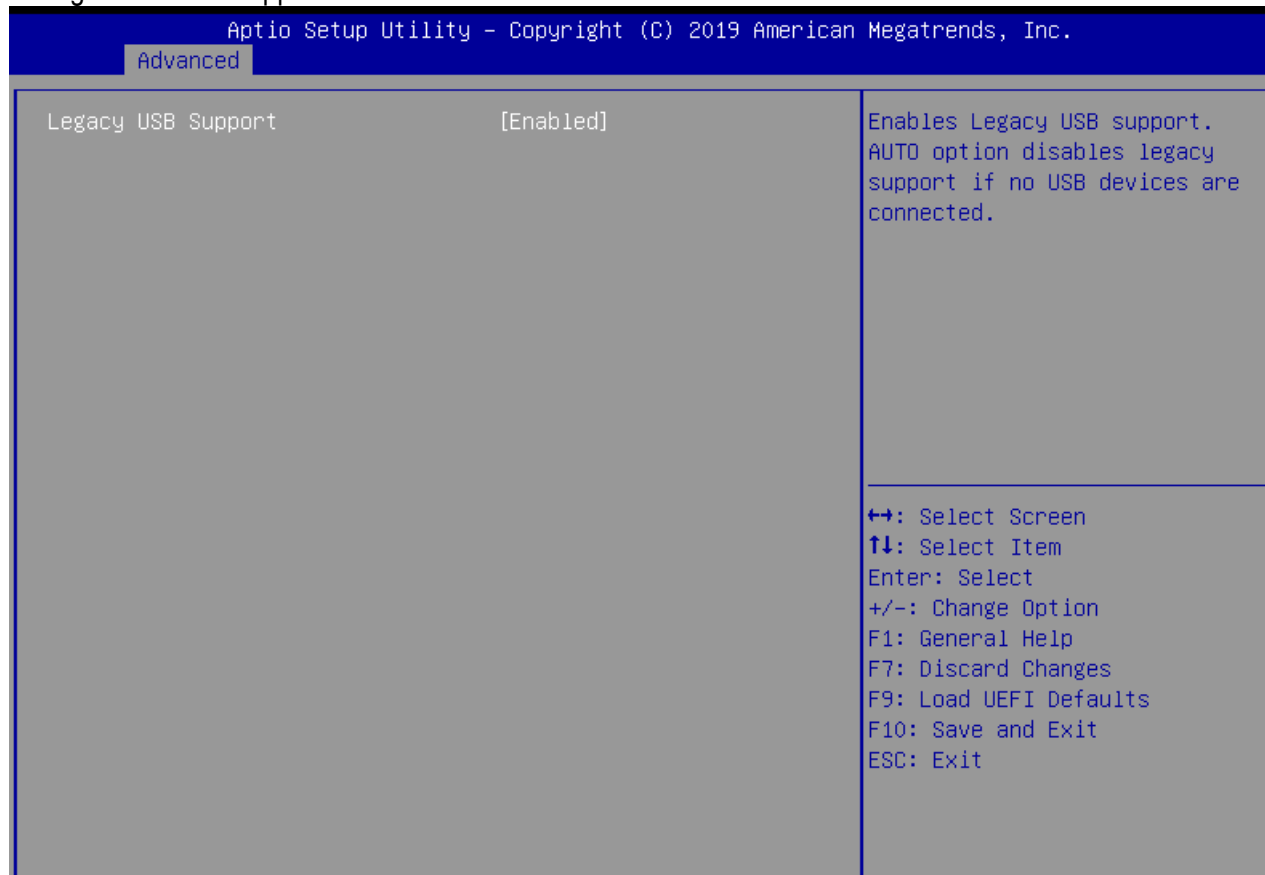 Aptio Setup Utility – Copyright (C) 2019 American Megatrends, Inc.
Advanced
Legacy USB Support [Enabled]
Enables Legacy USB support.
AUTO option disables legacy
support if no USB devices are
connected.
↔: Select Screen
↑↓: Select Item
Enter: Select
+/-: Change Option
F1: General Help
F7: Discard Changes
F9: Load UEFI Defaults
F10: Save and Exit
ESC: Exit